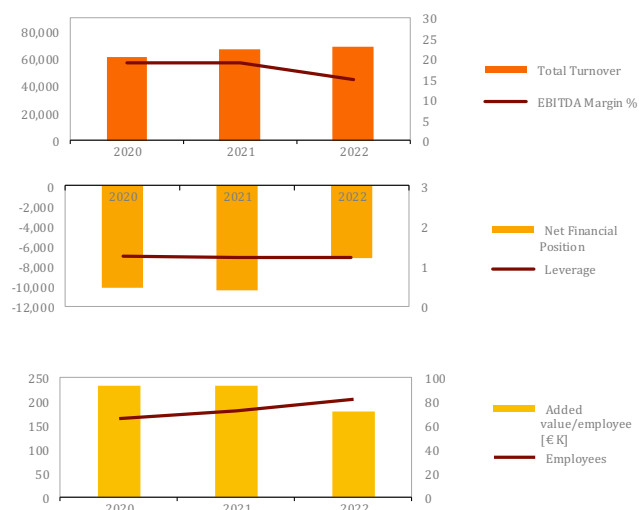 80,000
60,000
40,000
20,000
0
30
25
20
15
10
5
0
2020 2021 2022
Total Turnover
EBITDA Margin %
0
-2,000
-4,000
-6,000
-8,000
-10,000
-12,000
3
2
1
0
2020 2021 2022
Net Financial
Position
Leverage
250
200
150
100
50
0
100
80
60
40
20
0
2020 2021 2022
Added
value/employee
[€ K]
Employees